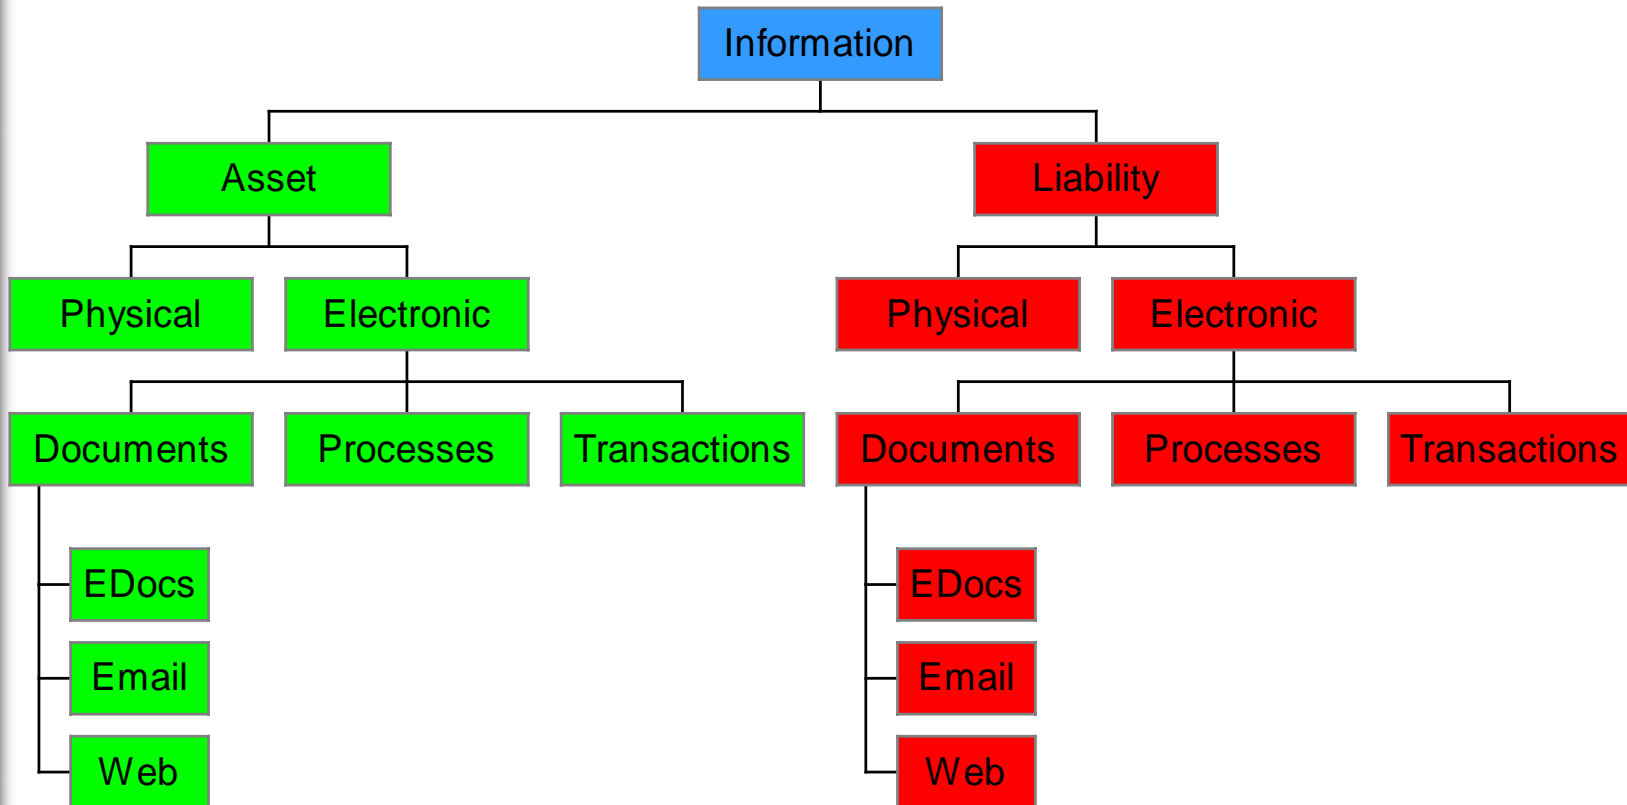 Information
Asset
Liability
Physical
Electronic
Physical
Electronic
Documents
Processes
Transactions
Documents
Processes
Transactions
EDocs
EDocs
Email
Email
Web
Web